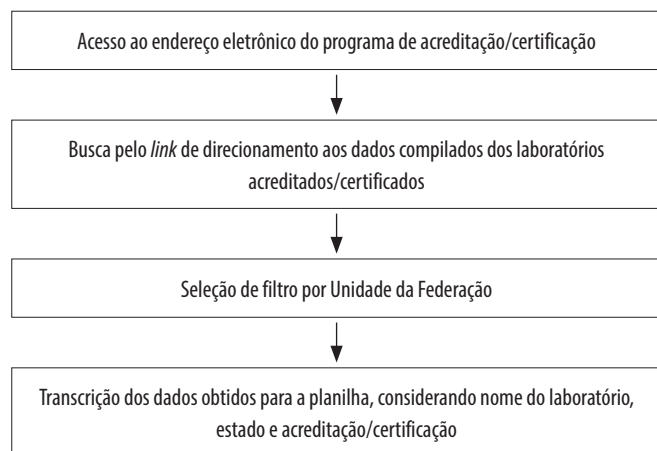 Acesso ao endereço eletrônico do programa de acreditação/certificação
Busca pelo link de direcionamento aos dados compilados dos laboratórios
acreditados/certificados
Seleção de filtro por Unidade da Federação
Transcrição dos dados obtidos para a planilha, considerando nome do laboratório,
estado e acreditação/certificação